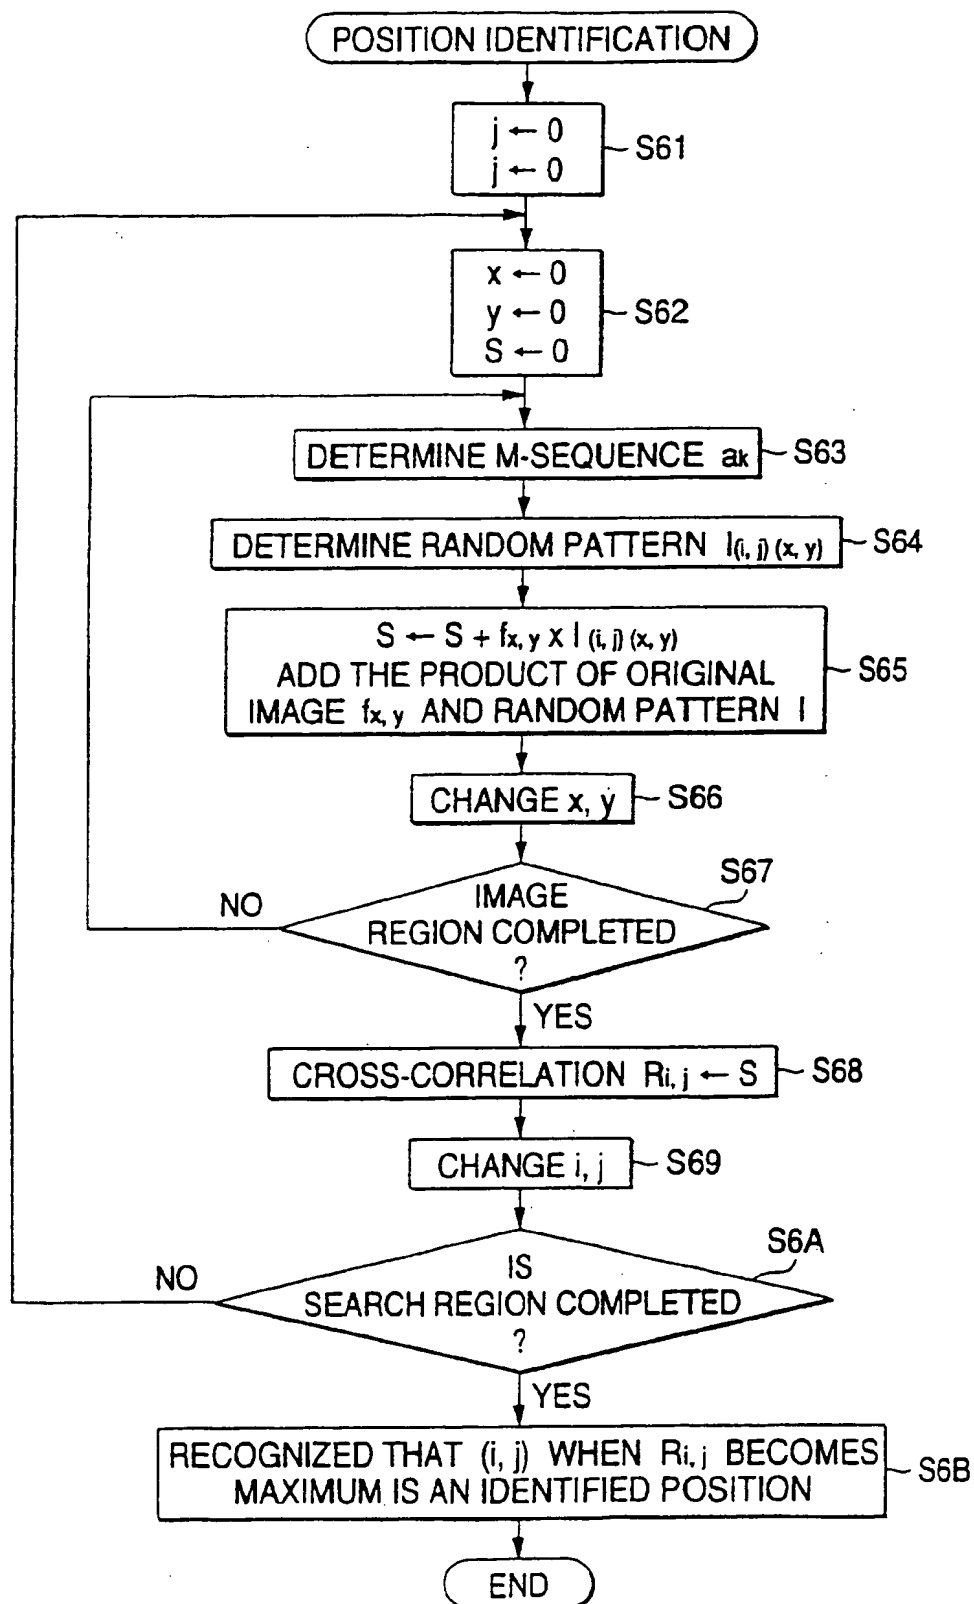 POSITION IDENTIFICATION
j ← 0
j ← 0
S61
x ← 0
y ← 0
S ← 0
S62
DETERMINE M-SEQUENCE ak
S63
DETERMINE RANDOM PATTERN I(i, j) (x, y)
S64
S ← S + fx, y x I (i, j) (x, y)
ADD THE PRODUCT OF ORIGINAL
IMAGE fx, y AND RANDOM PATTERN I
S65
CHANGE x, y
S66
IMAGE
REGION COMPLETED
?
S67
NO
YES
CROSS-CORRELATION Ri, j ← S
S68
CHANGE i, j
S69
IS
SEARCH REGION COMPLETED
?
S6A
NO
YES
RECOGNIZED THAT (i, j) WHEN Ri, j BECOMES
MAXIMUM IS AN IDENTIFIED POSITION
S6B
END